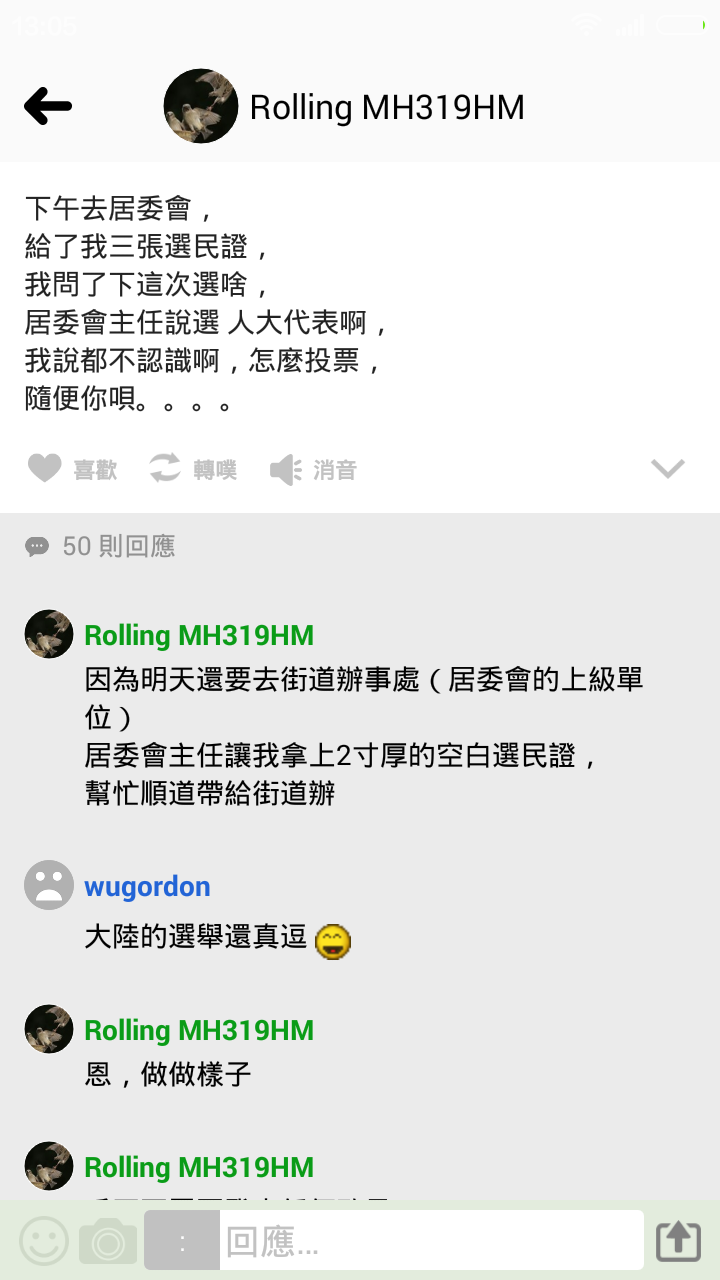 13:05
Rolling MH319HM
下午去居委會，
給了我三張選民證，
我問了下這次選啥，
居委會主任說選 人大代表啊，
我說都不認識啊，怎麼投票，
隨便你唄。。。。
喜歡 轉噗 消音
50 則回應
Rolling MH319HM
因為明天還要去街道辦事處（居委會的上級單
位）
居委會主任讓我拿上2寸厚的空白選民證，
幫忙順道帶給街道辦
wugordon
大陸的選舉還真逗
Rolling MH319HM
恩，做做樣子
Rolling MH319HM
: 回應...